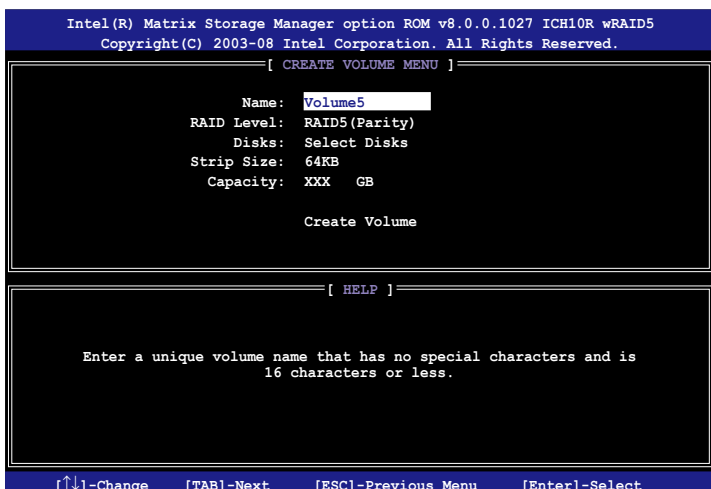 Intel(R) Matrix Storage Manager option ROM v8.0.0.1027 ICH10R wRAID5
Copyright(C) 2003-08 Intel Corporation. All Rights Reserved.
[ CREATE VOLUME MENU ]
Name: Volume5
RAID Level: RAID5(Parity)
Disks: Select Disks
Strip Size: 64KB
Capacity: XXX GB
Create Volume
[ HELP ]
Enter a unique volume name that has no special characters and is
16 characters or less.
[↑↓]-Change [TAB]-Next [ESC]-Previous Menu [Enter]-Select